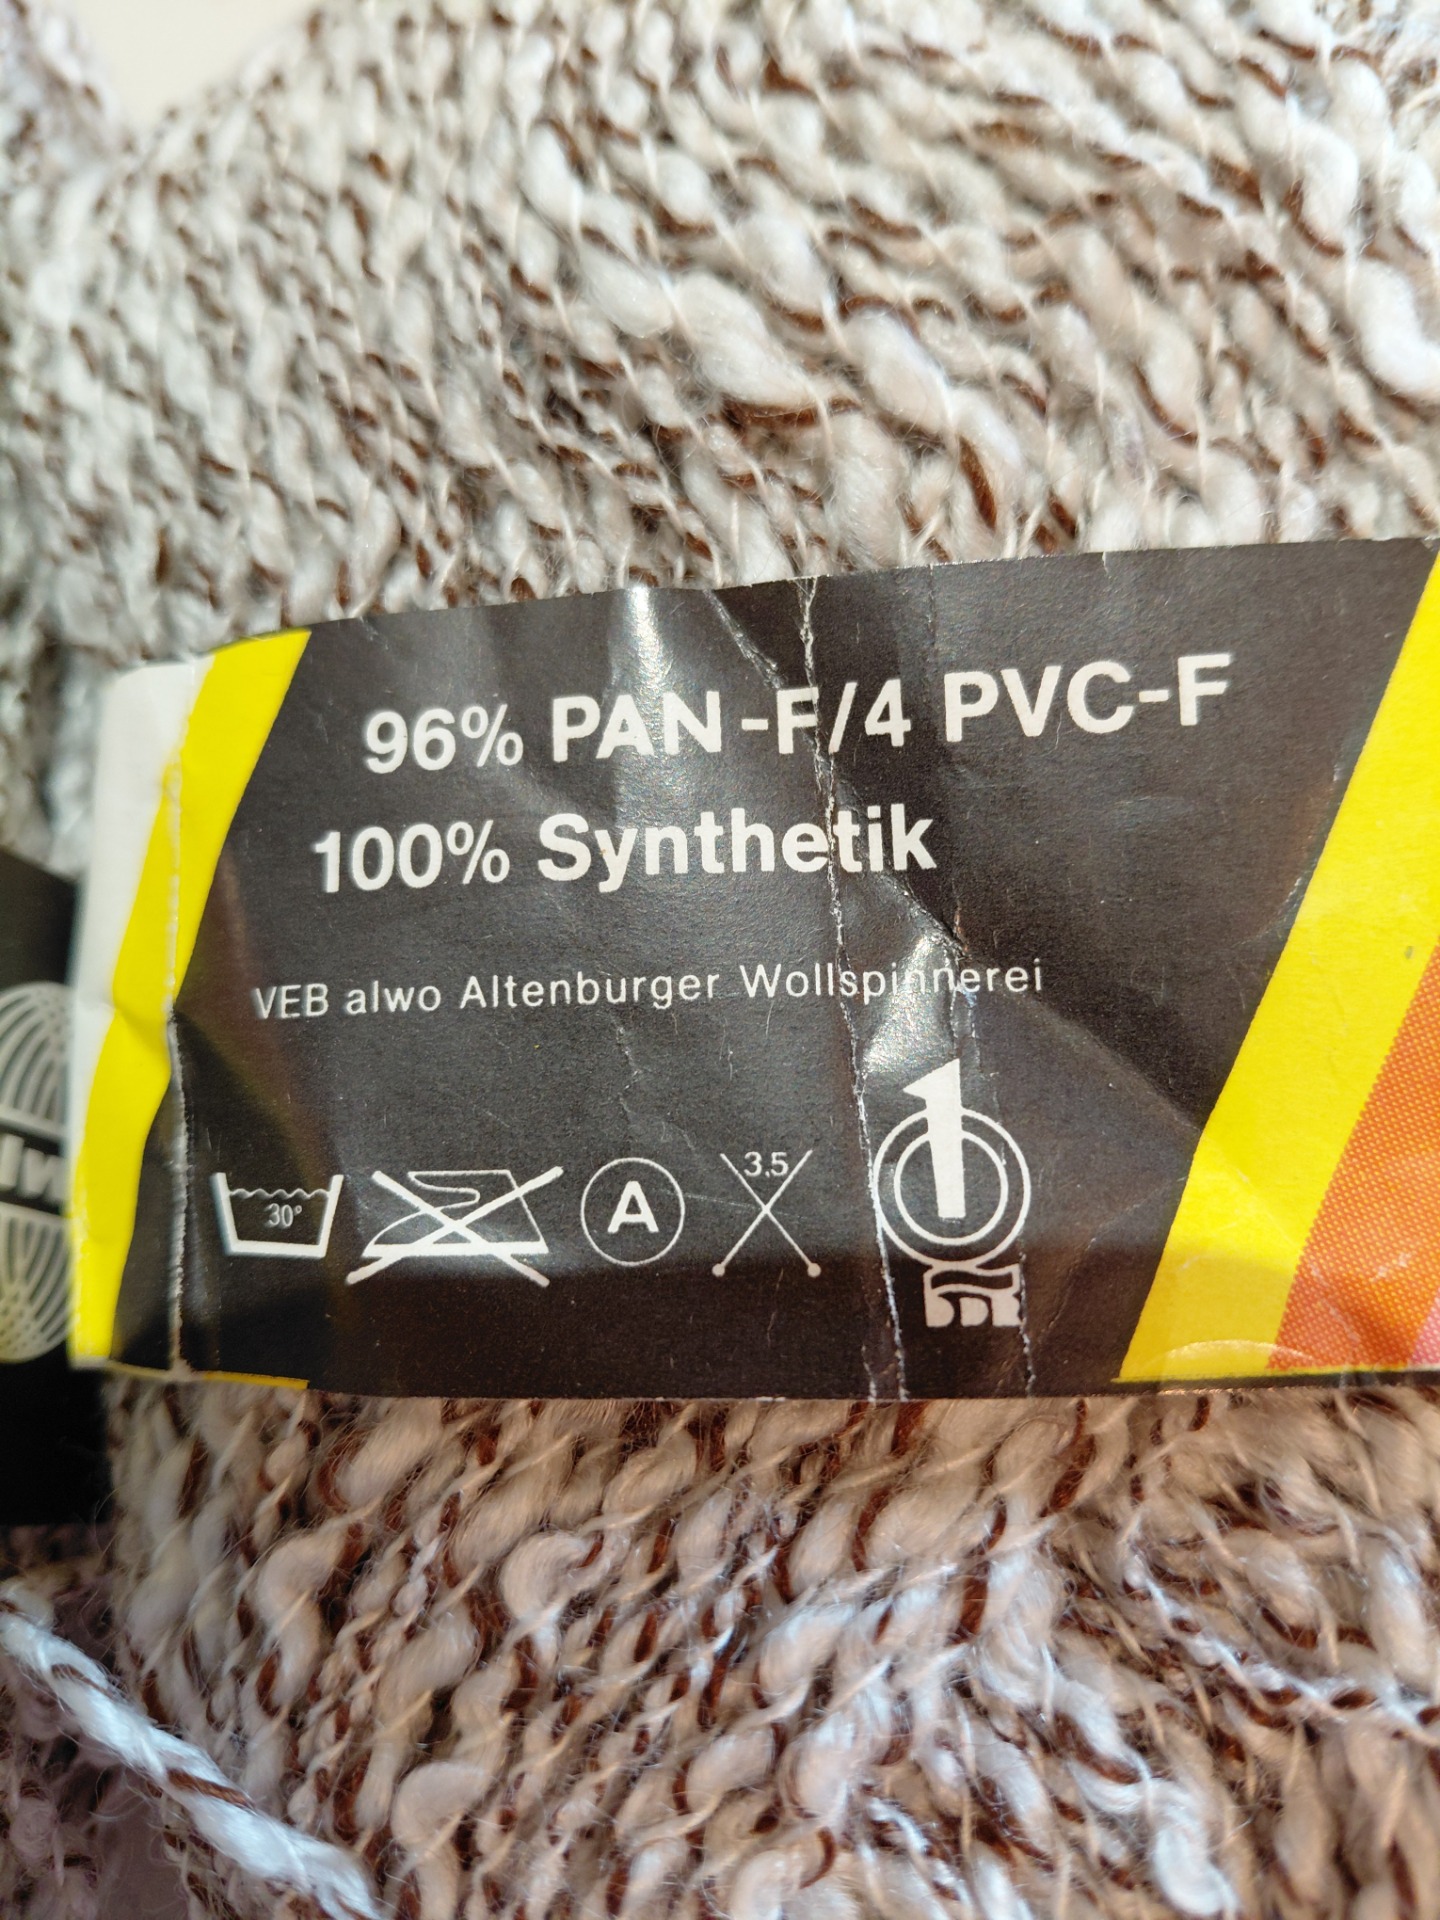 96% PAN-F/4 PVC-F
100% Synthetik
VEB alwo Altenburger Wollspinnerei
30° A 3.5 1